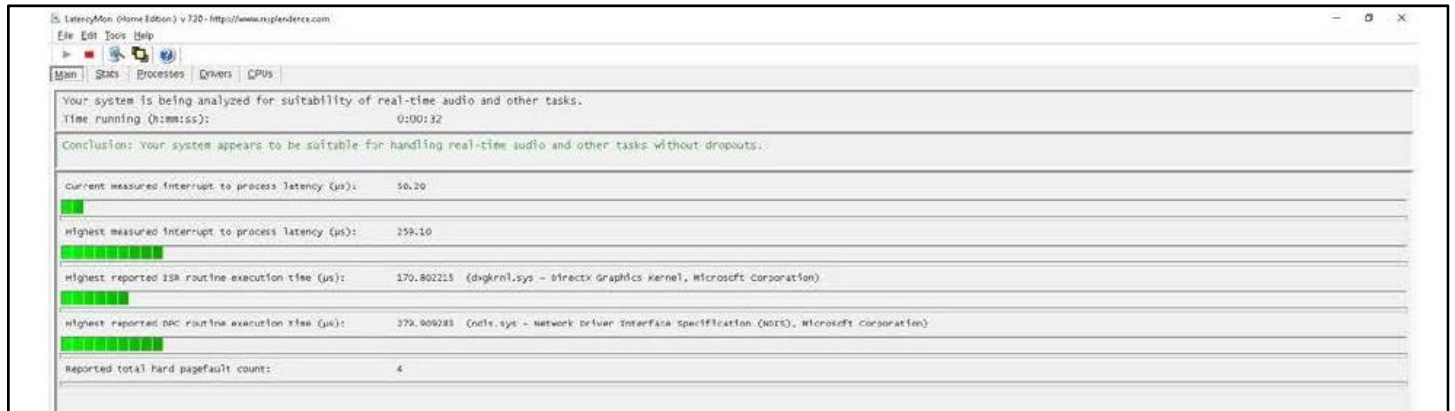 LatencyMon (Home Edition) v 7.20 - http://www.resplendence.com
File Edit Tools Help
Main Stats Processes Drivers CPUs
Your system is being analyzed for suitability of real-time audio and other tasks.
Time running (h:mm:ss): 0:00:32
Conclusion: Your system appears to be suitable for handling real-time audio and other tasks without dropouts.
Current measured interrupt to process latency (µs): 50.20
Highest measured interrupt to process latency (µs): 259.10
Highest reported ISR routine execution time (µs): 170.802215 (dxgkrnl.sys - DirectX Graphics Kernel, Microsoft Corporation)
Highest reported DPC routine execution time (µs): (ndis.sys - Network Driver Interface Specification (NDIS), Microsoft Corporation)
Reported total hard pagefault count: 4